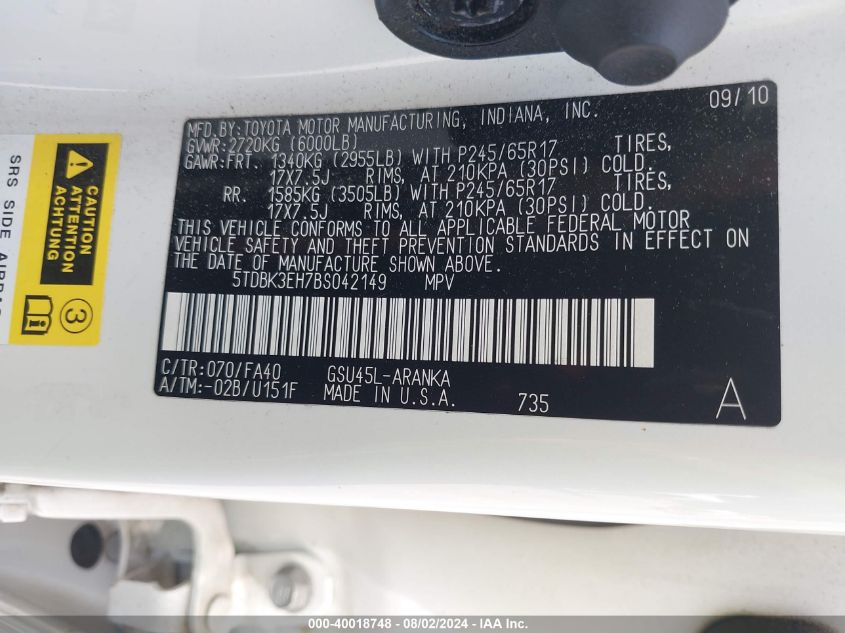 09/10
MFD.BY:TOYOTA MOTOR MANUFACTURING, INDIANA, INC.
GVWR:2720KG (6000LB)
GAWR:FRT. 1340KG (2955LB) WITH P245/65R17 TIRES,
17X7.5J RIMS, AT 210KPA (30PSI) COLD.
RR. 1585KG (3505LB) WITH P245/65R17 TIRES,
17X7.5J RIMS, AT 210KPA (30PSI) COLD.
THIS VEHICLE CONFORMS TO ALL APPLICABLE FEDERAL MOTOR
VEHICLE SAFETY AND THEFT PREVENTION STANDARDS IN EFFECT ON
THE DATE OF MANUFACTURE SHOWN ABOVE.
5TDBK3EH7BS042149 MPV
C/TR:070/FA40 GSU45L-ARANKA
A/TM:-02B/U151F MADE IN U.S.A. 735 A
CAUTION
ATTENTION
ACHTUNG
3
SRS SIDE
000-40018748 - 08/02/2024 - IAA Inc.